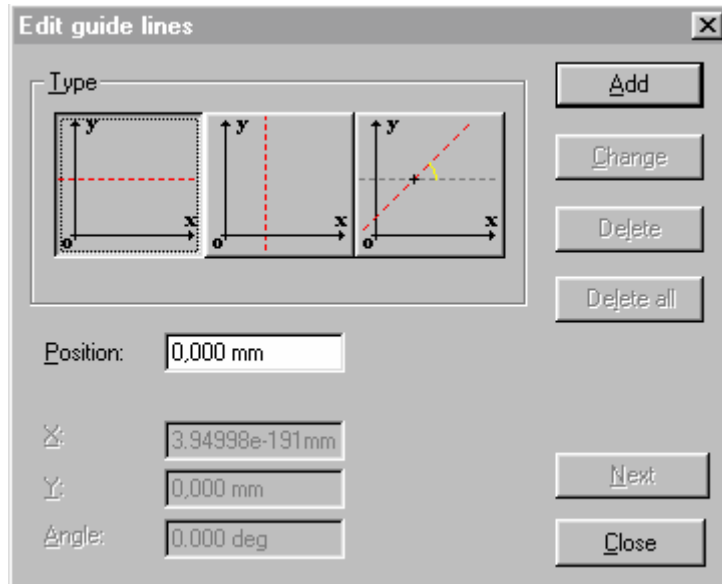 Edit guide lines
Type
y
x
o
y
x
o
y
x
o
Add
Change
Delete
Delete all
Position: 0,000 mm
X: 3.94998e-191mm
Y: 0,000 mm
Angle: 0.000 deg
Next
Close